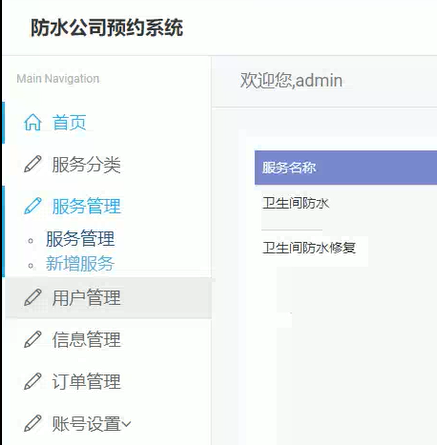 防水公司预约系统
Main Navigation
欢迎您,admin
首页
服务分类
服务管理
服务管理
新增服务
用户管理
信息管理
订单管理
账号设置
服务名称
卫生间防水
卫生间防水修复